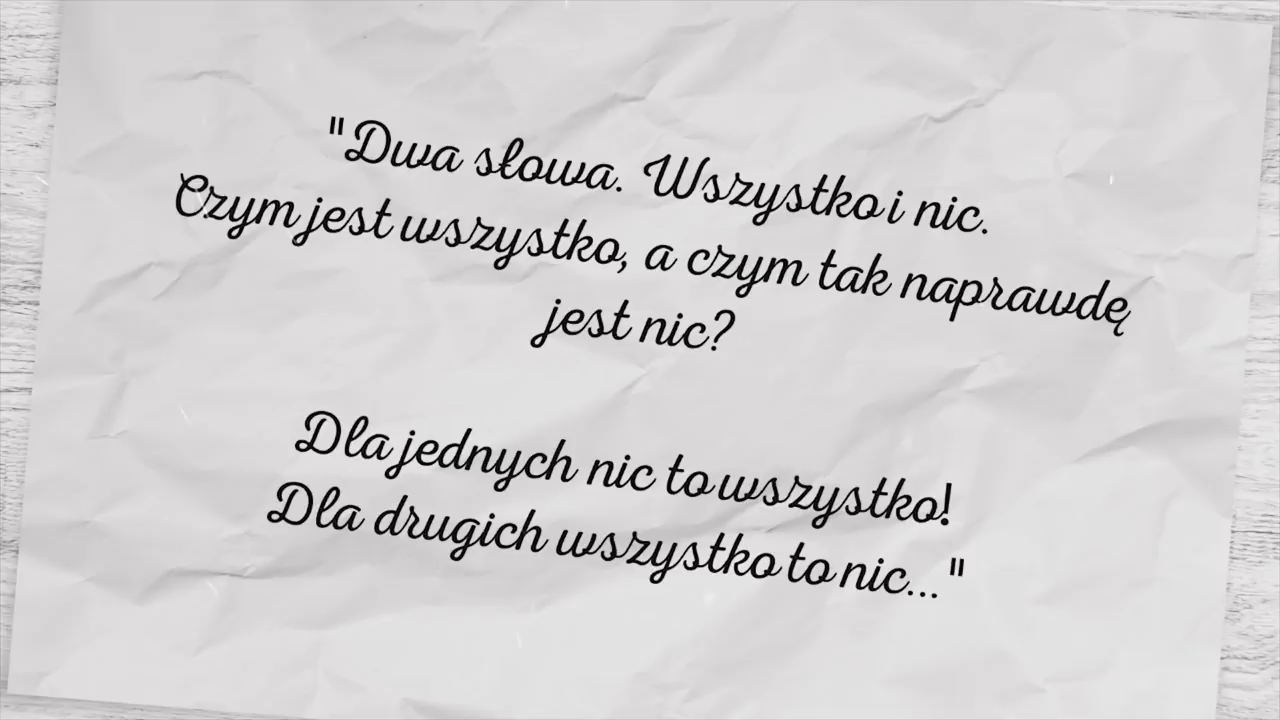 "Dwa słowa. Wszystko i nic.
Czym jest wszystko, a czym tak naprawdę
jest nic?
Dla jednych nic to wszystko!
Dla drugich wszystko to nic..."